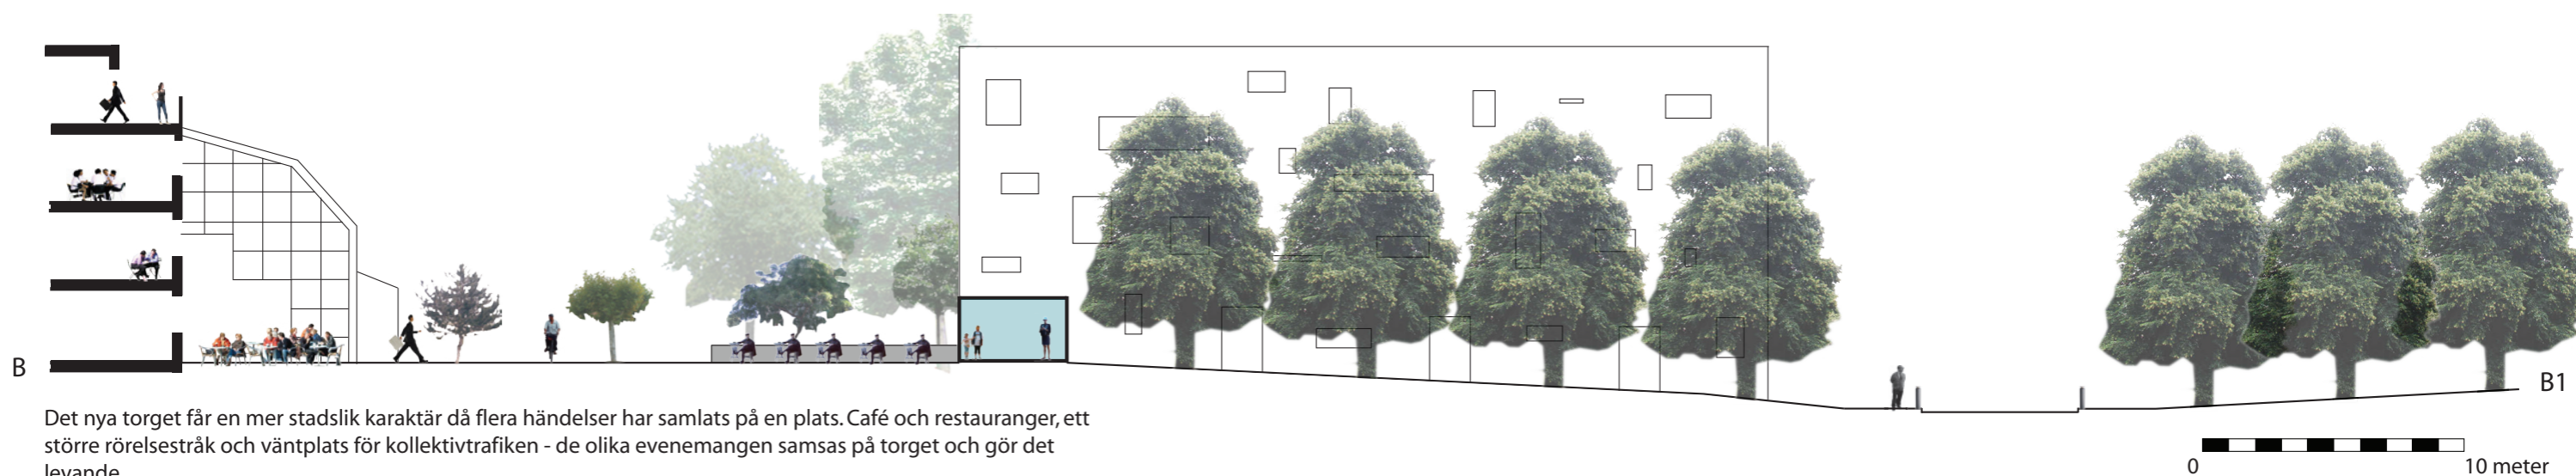 B
B1
Det nya torget får en mer stadslik karaktär då flera händelser har samlats på en plats. Café och restauranger, ett
större rörelsestråk och väntplats för kollektivtrafiken - de olika evenemangen samsas på torget och gör det
levande
0
10 meter